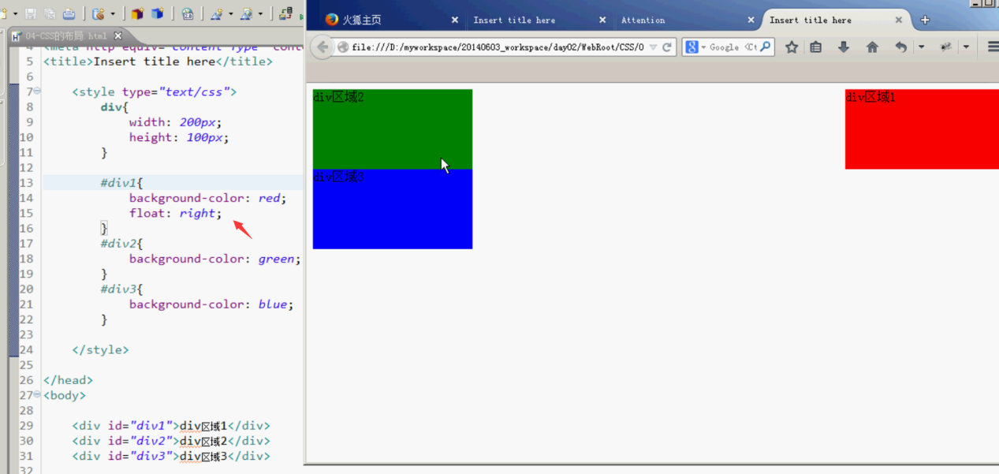 04-CSS的布局.html
5 <title>Insert title here</title>
6
7 <style type="text/css">
8 div{
9 width: 200px;
10 height: 100px;
11 }
12
13 #div1{
14 background-color: red;
15 float: right;
16 }
17 #div2{
18 background-color: green;
19 }
20 #div3{
21 background-color: blue;
22 }
23
24 </style>
25
26 </head>
27 <body>
28
29 <div id="div1">div区域1</div>
30 <div id="div2">div区域2</div>
31 <div id="div3">div区域3</div>
32
火狐主页
Insert title here
Attention
Insert title here
file:///D:/myworkspace/20140603_workspace/day02/WebRoot/CSS/0
Google <Ct
div区域2
div区域1
div区域3